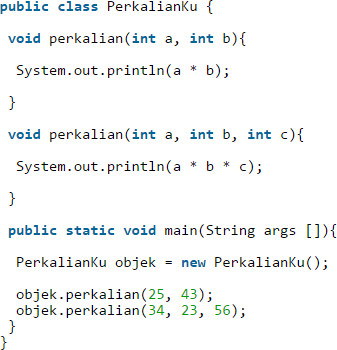 public class PerkalianKu {
void perkalian(int a, int b){
System.out.println(a * b);
}
void perkalian(int a, int b, int c){
System.out.println(a * b * c);
}
public static void main(String args []){
PerkalianKu objek = new PerkalianKu();
objek.perkalian(25, 43);
objek.perkalian(34, 23, 56);
}
}